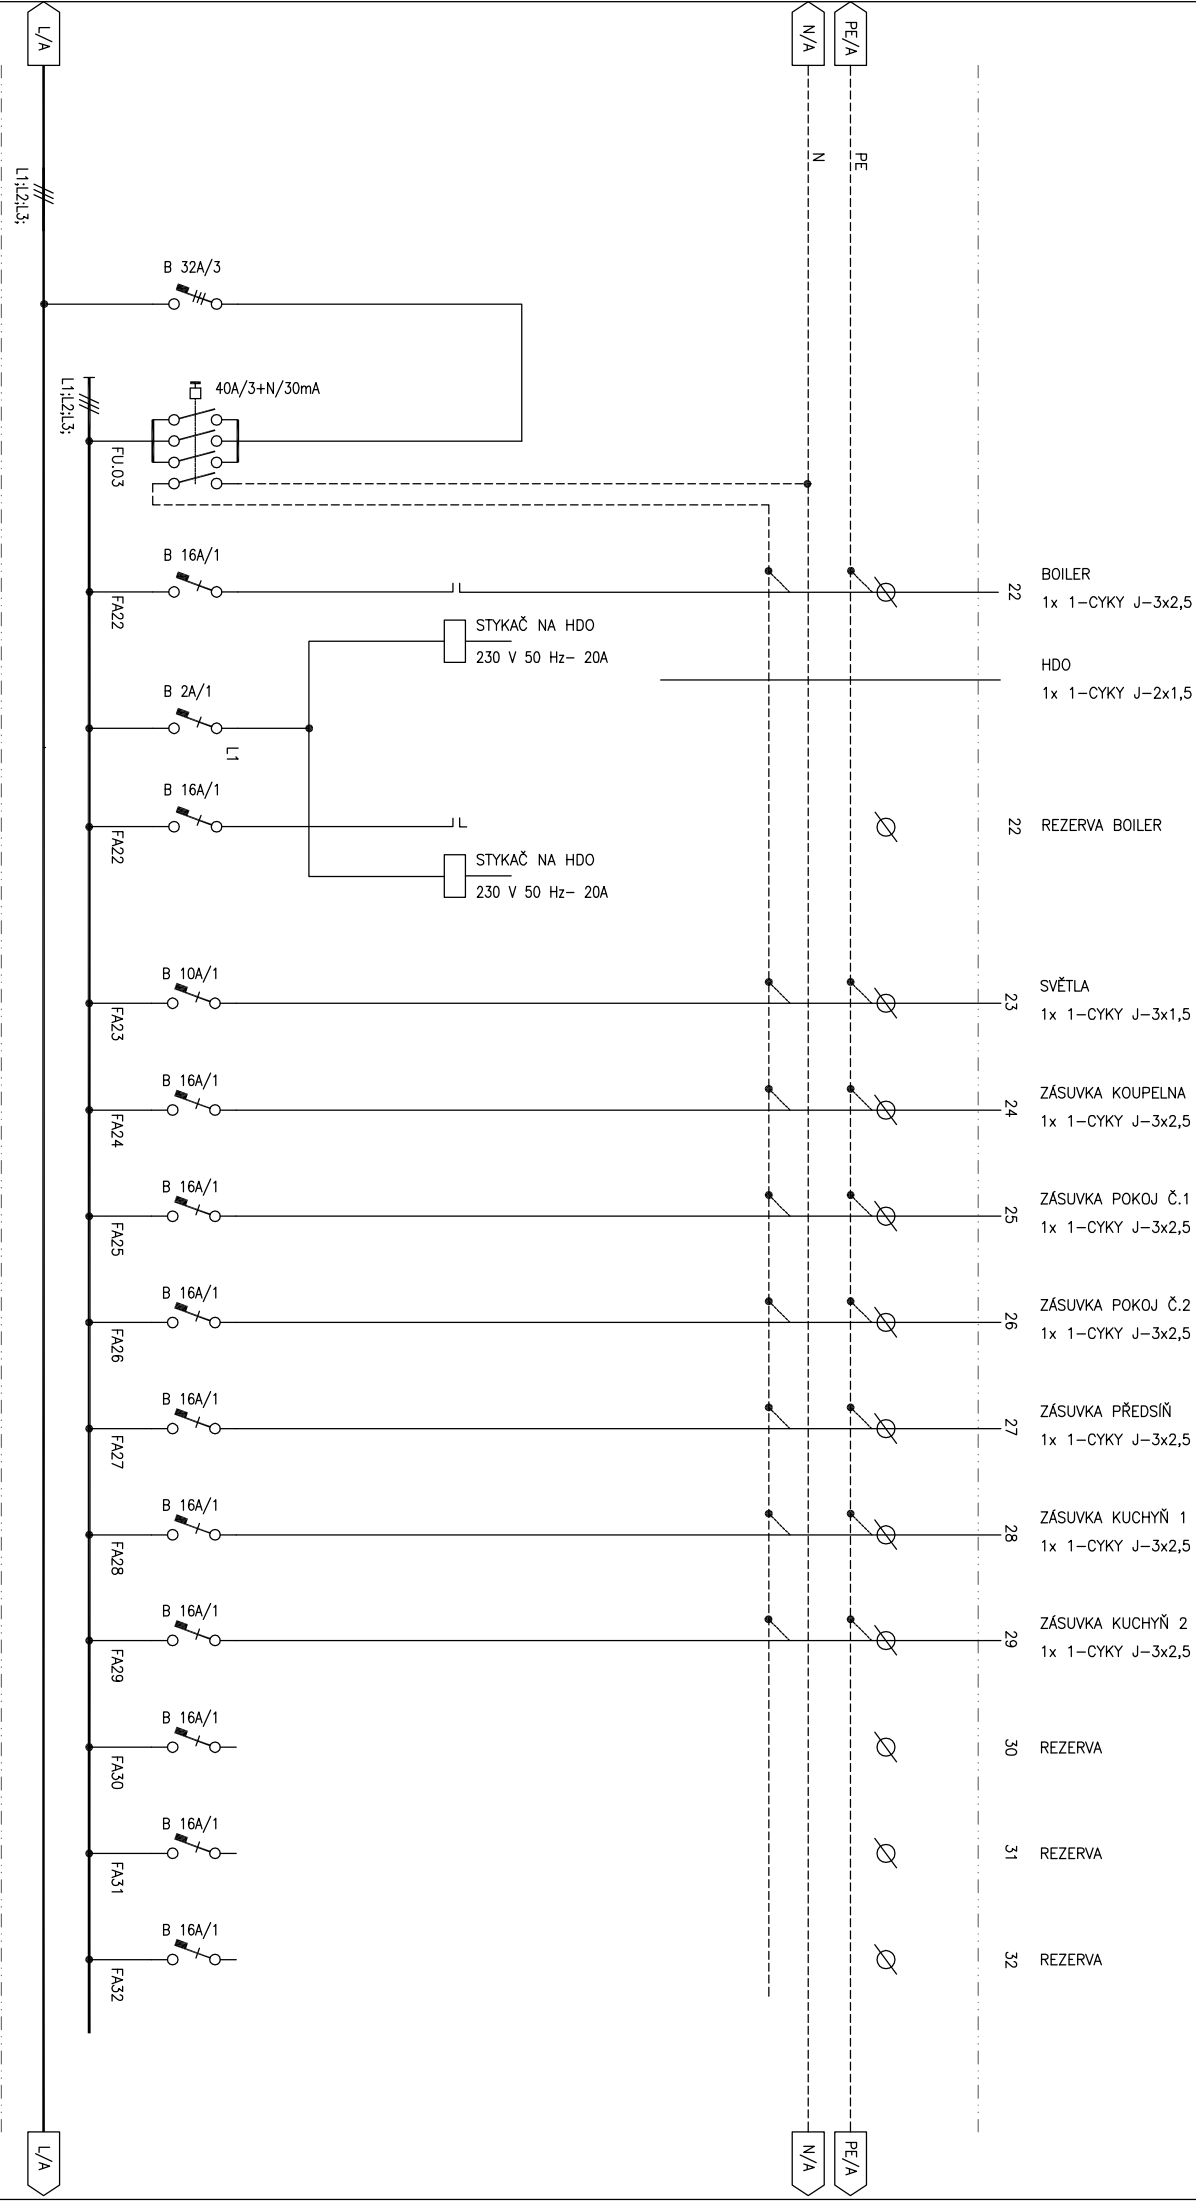 L/A
N/A
PE/A
N
PE
L1;L2;L3;
B 32A/3
L1;L2;L3;
40A/3+N/30mA
FU.03
B 16A/1
FA22
22
BOILER
1x 1-CYKY J-3x2,5
STYKAČ NA HDO
230 V 50 Hz- 20A
HDO
1x 1-CYKY J-2x1,5
B 2A/1
L1
B 16A/1
FA22
22
REZERVA BOILER
STYKAČ NA HDO
230 V 50 Hz- 20A
B 10A/1
FA23
23
SVĚTLA
1x 1-CYKY J-3x1,5
B 16A/1
FA24
24
ZÁSUVKA KOUPELNA
1x 1-CYKY J-3x2,5
B 16A/1
FA25
25
ZÁSUVKA POKOJ Č.1
1x 1-CYKY J-3x2,5
B 16A/1
FA26
26
ZÁSUVKA POKOJ Č.2
1x 1-CYKY J-3x2,5
B 16A/1
FA27
27
ZÁSUVKA PŘEDSÍŇ
1x 1-CYKY J-3x2,5
B 16A/1
FA28
28
ZÁSUVKA KUCHYŇ 1
1x 1-CYKY J-3x2,5
B 16A/1
FA29
29
ZÁSUVKA KUCHYŇ 2
1x 1-CYKY J-3x2,5
B 16A/1
FA30
30
REZERVA
B 16A/1
FA31
31
REZERVA
B 16A/1
FA32
32
REZERVA
L/A
N/A
PE/A